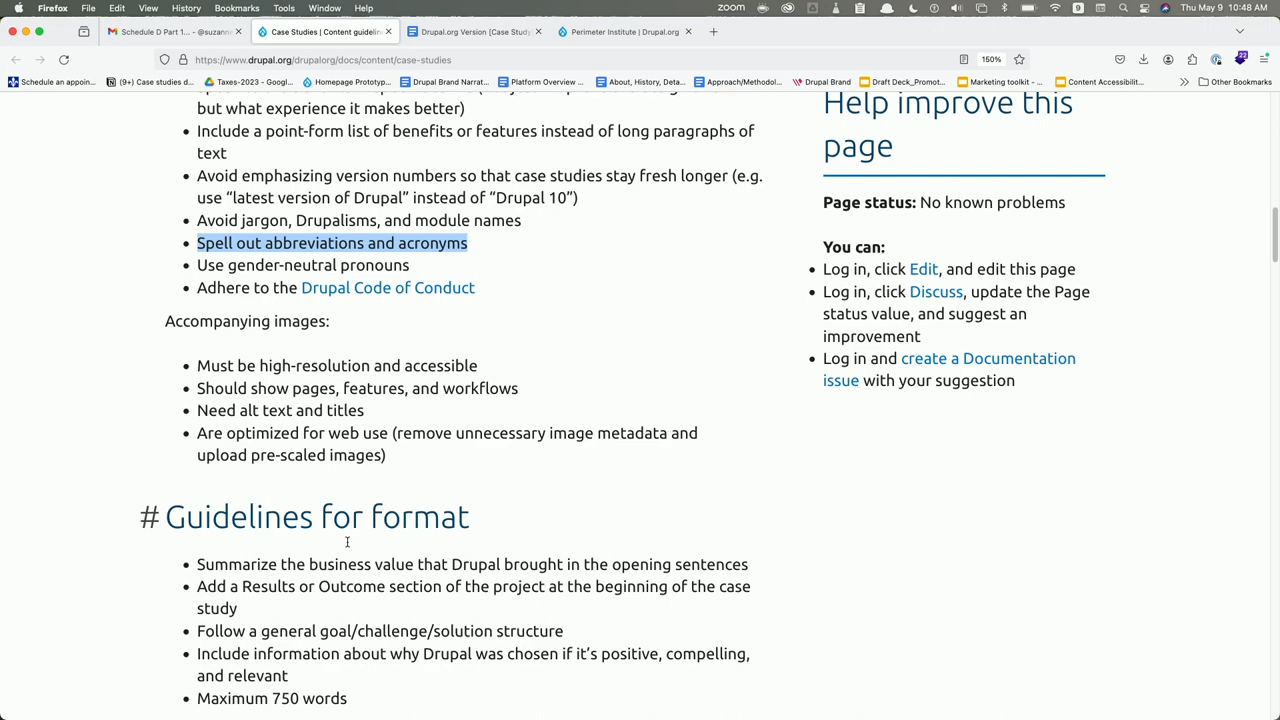 Firefox File Edit View History Bookmarks Tools Window Help zoom Thu May 9 10:48 AM
Schedule D Part 1... - @suzann Case Studies | Content guidelin Drupal.org Version [Case Study Perimeter Institute | Drupal.org
https://www.drupal.org/drupalorg/docs/content/case-studies 150% 22
Schedule an appoin... (9+) Case studies d... Taxes-2023 - Googl... Homepage Prototyp... Drupal Brand Narrat... Platform Overview ... About, History, Deta... Approach/Methodol... Drupal Brand Draft Deck_Promot... Marketing toolkit - ... Content Accessibilit... Other Bookmarks
but what experience it makes better)
Include a point-form list of benefits or features instead of long paragraphs of
text
Avoid emphasizing version numbers so that case studies stay fresh longer (e.g.
use “latest version of Drupal” instead of “Drupal 10”)
Avoid jargon, Drupalisms, and module names
Spell out abbreviations and acronyms
Use gender-neutral pronouns
Adhere to the Drupal Code of Conduct
Accompanying images:
Must be high-resolution and accessible
Should show pages, features, and workflows
Need alt text and titles
Are optimized for web use (remove unnecessary image metadata and
upload pre-scaled images)
# Guidelines for format
Summarize the business value that Drupal brought in the opening sentences
Add a Results or Outcome section of the project at the beginning of the case
study
Follow a general goal/challenge/solution structure
Include information about why Drupal was chosen if it’s positive, compelling,
and relevant
Maximum 750 words
Help improve this
page
Page status: No known problems
You can:
Log in, click Edit, and edit this page
Log in, click Discuss, update the Page
status value, and suggest an
improvement
Log in and create a Documentation
issue with your suggestion